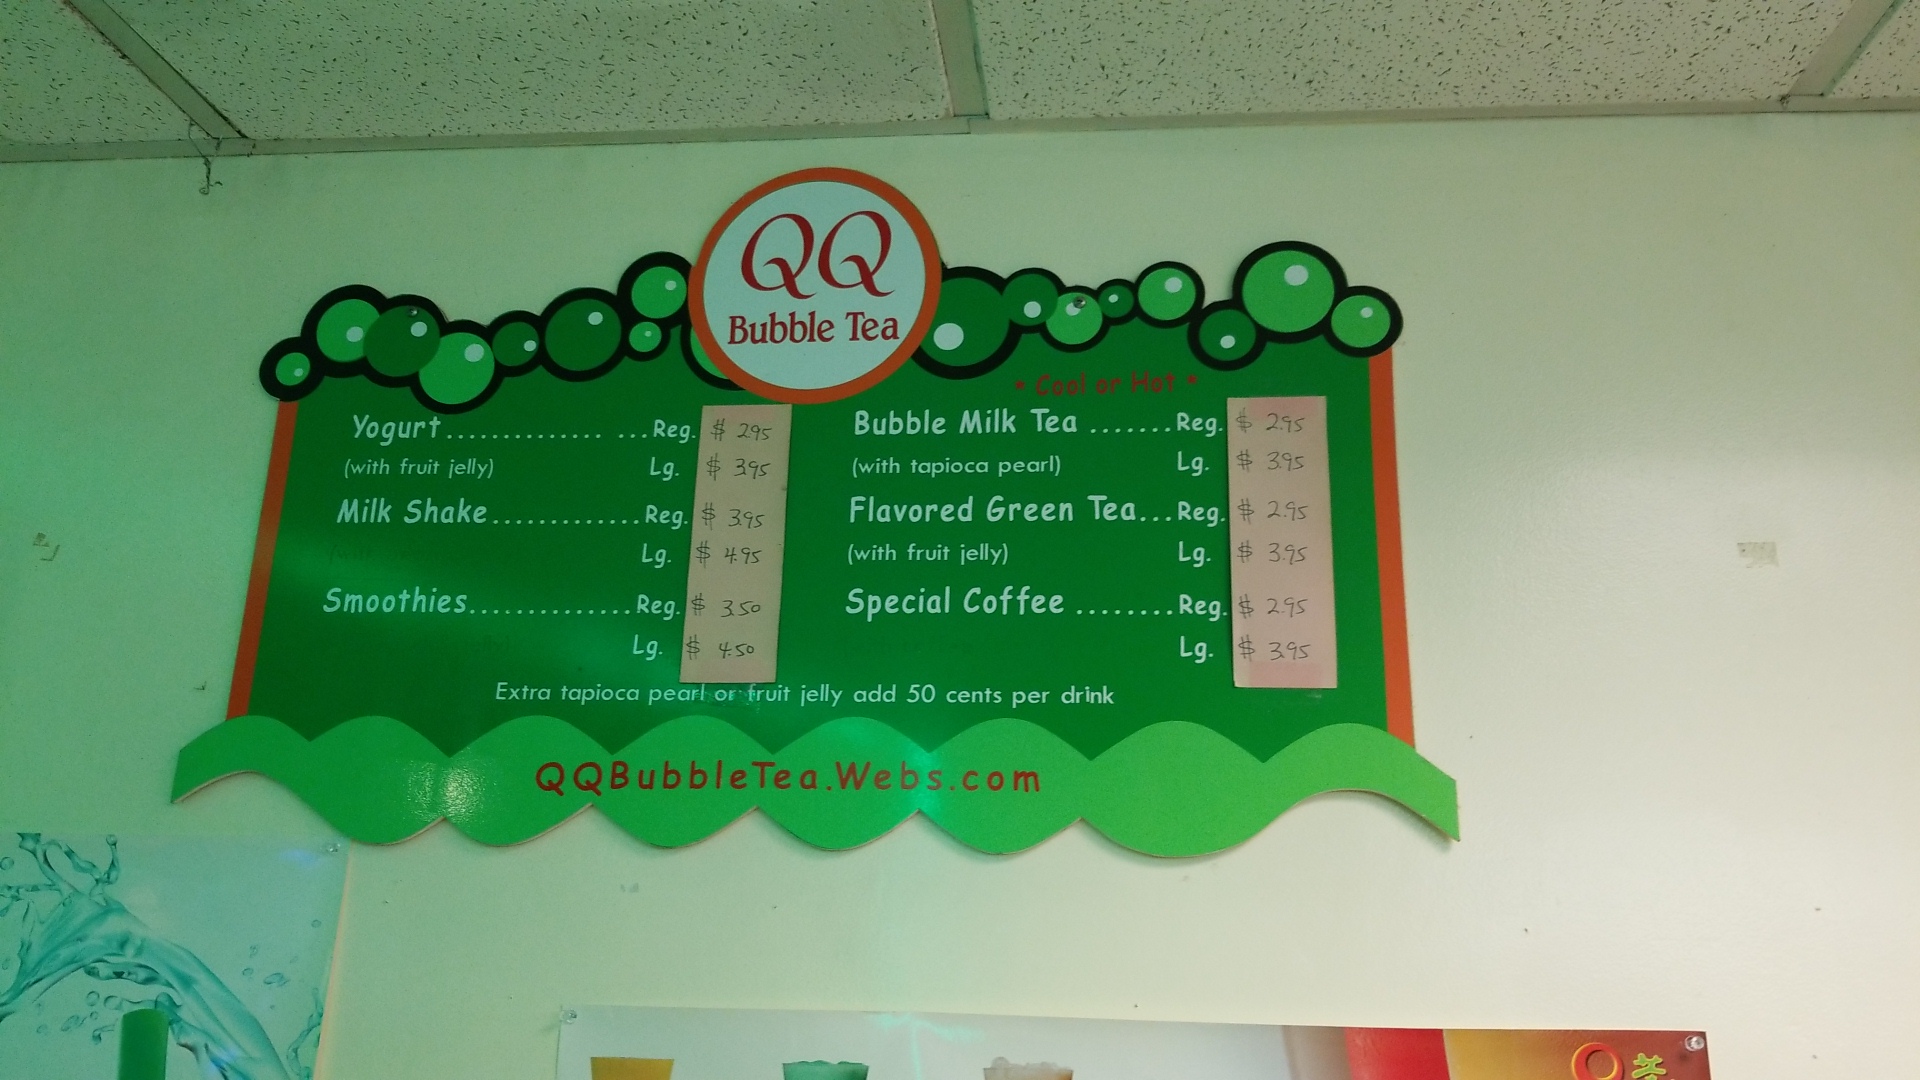 QQ
Bubble Tea
* Cool or Hot *
Yogurt.............. ...Reg. $ 2.95
(with fruit jelly) Lg. $ 3.95
Milk Shake.............Reg. $ 3.95
Lg. $ 4.95
Smoothies..............Reg. $ 3.50
Lg. $ 4.50
Bubble Milk Tea .......Reg. $ 2.95
(with tapioca pearl) Lg. $ 3.95
Flavored Green Tea...Reg. $ 2.95
(with fruit jelly) Lg. $ 3.95
Special Coffee ........Reg. $ 2.95
Lg. $ 3.95
Extra tapioca pearl or fruit jelly add 50 cents per drink
QQBubbleTea.Webs.com
茶